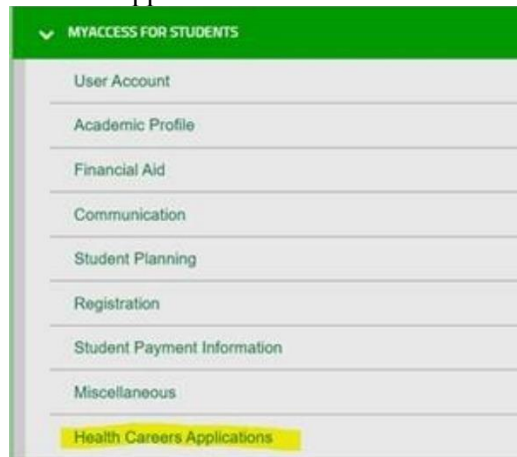 MYACCESS FOR STUDENTS
User Account
Academic Profile
Financial Aid
Communication
Student Planning
Registration
Student Payment Information
Miscellaneous
Health Careers Applications